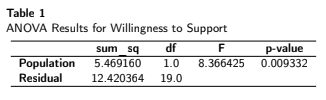 Table 1
ANOVA Results for Willingness to Support
sum_sq df F p-value
Population 5.469160 1.0 8.366425 0.009332
Residual 12.420364 19.0